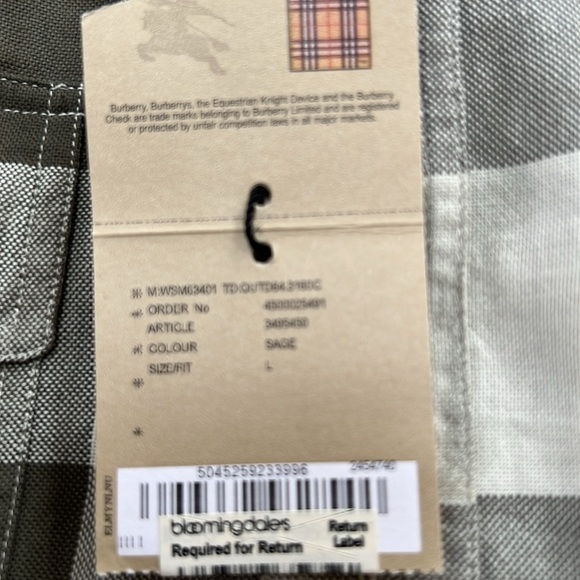 Burberry, Burberrys, the Equestrian Knight Device and the Burberry
Check are trade marks belonging to Burberry Limited and are registered
or protected by unfair competition laws in all major markets.
M:WSM63401
ORDER No
ARTICLE
COLOUR SAGE
SIZE/FIT L
5045259233996 2454740
bloomingdales Return
Required for Return Label